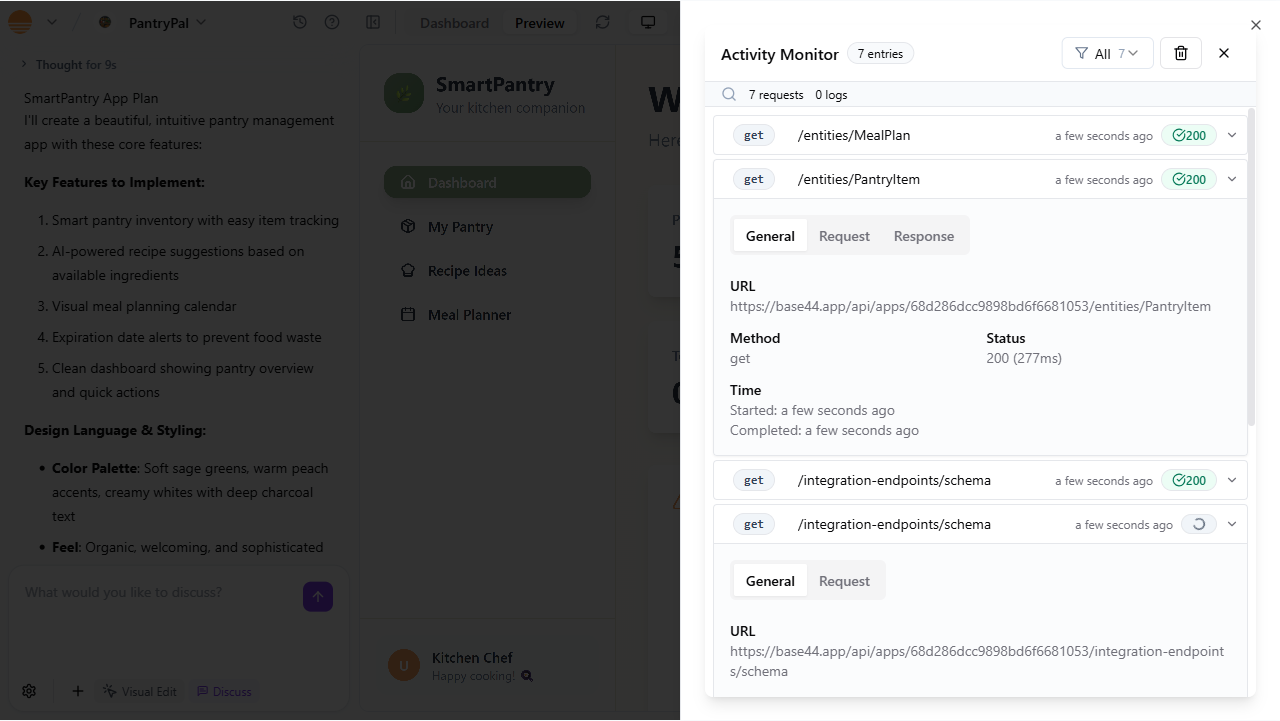 PantryPal
Dashboard
Preview
Thought for 9s
SmartPantry App Plan
I'll create a beautiful, intuitive pantry management
app with these core features:
Key Features to Implement:
1. Smart pantry inventory with easy item tracking
2. AI-powered recipe suggestions based on
available ingredients
3. Visual meal planning calendar
4. Expiration date alerts to prevent food waste
5. Clean dashboard showing pantry overview
and quick actions
Design Language & Styling:
• Color Palette: Soft sage greens, warm peach
accents, creamy whites with deep charcoal
text
• Feel: Organic, welcoming, and sophisticated
What would you like to discuss?
Visual Edit
Discuss
SmartPantry
Your kitchen companion
Dashboard
My Pantry
Recipe Ideas
Meal Planner
U
Kitchen Chef
Happy cooking!
W
Here
Activity Monitor
7 entries
All 7
7 requests 0 logs
get /entities/MealPlan a few seconds ago 200
get /entities/PantryItem a few seconds ago 200
General Request Response
URL
https://base44.app/api/apps/68d286dcc9898bd6f6681053/entities/PantryItem
Method Status
get 200 (277ms)
Time
Started: a few seconds ago
Completed: a few seconds ago
get /integration-endpoints/schema a few seconds ago 200
get /integration-endpoints/schema a few seconds ago
General Request
URL
https://base44.app/api/apps/68d286dcc9898bd6f6681053/integration-endpoint
s/schema